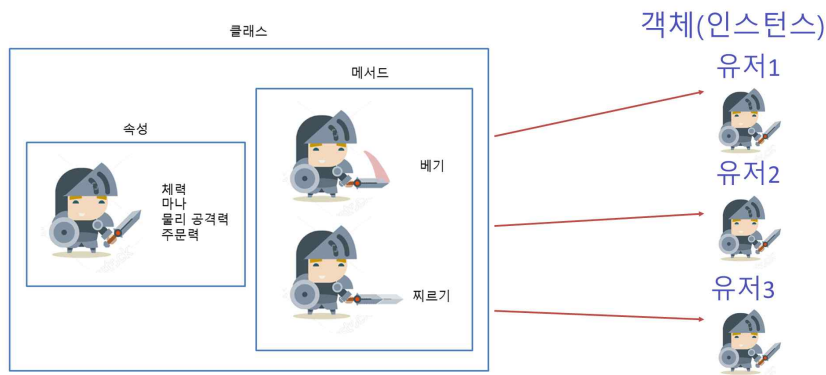 클래스
객체(인스턴스)
메서드
유저1
속성
베기
체력
마나
물리 공격력
주문력
유저2
찌르기
유저3